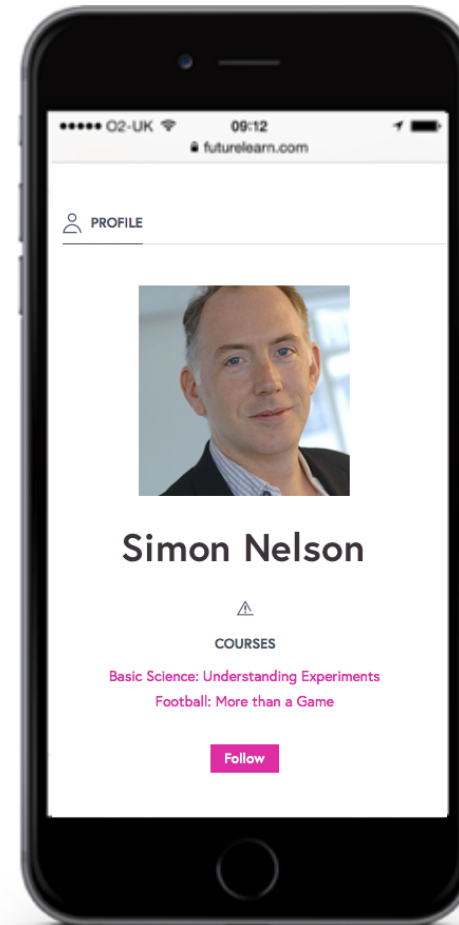 O2-UK 09:12
futurelearn.com
PROFILE
Simon Nelson
COURSES
Basic Science: Understanding Experiments
Football: More than a Game
Follow